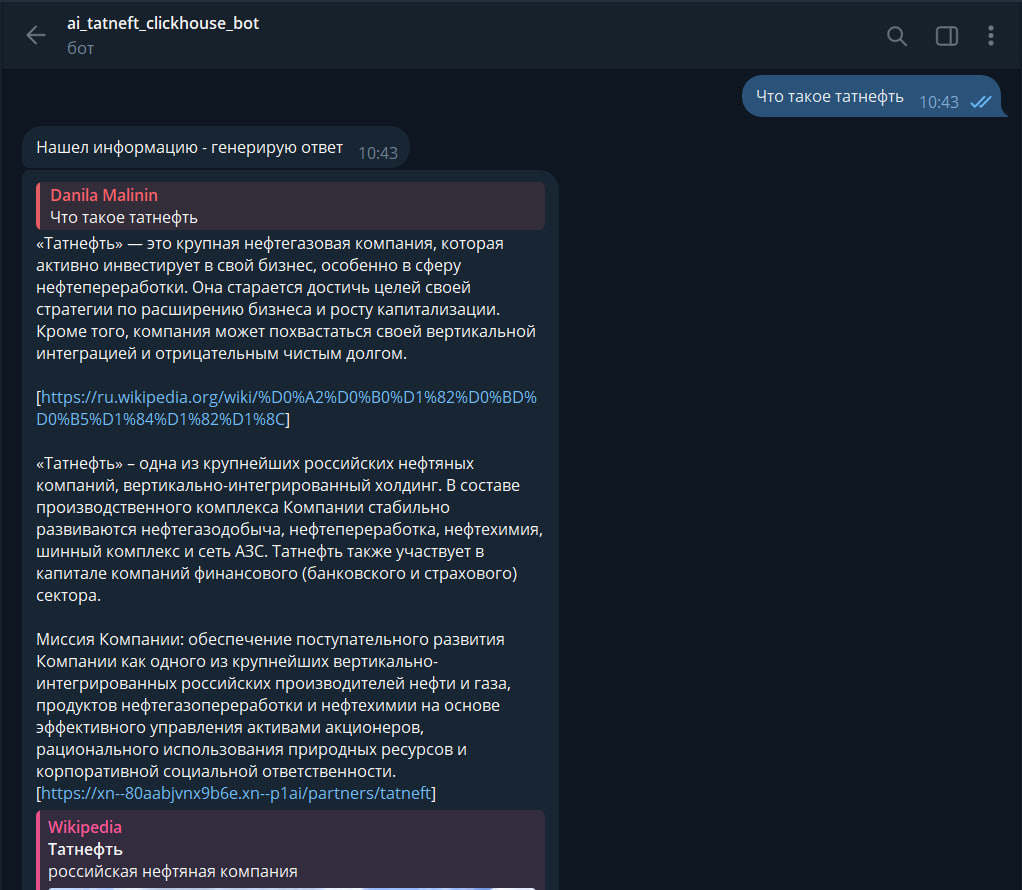 ai_tatneft_clickhouse_bot
бот
Что такое татнефть 10:43
Нашел информацию - генерирую ответ 10:43
Danila Malinin
Что такое татнефть
«Татнефть» — это крупная нефтегазовая компания, которая
активно инвестирует в свой бизнес, особенно в сферу
нефтепереработки. Она старается достичь целей своей
стратегии по расширению бизнеса и росту капитализации.
Кроме того, компания может похвастаться своей вертикальной
интеграцией и отрицательным чистым долгом.
[https://ru.wikipedia.org/wiki/%D0%A2%D0%B0%D1%82%D0%BD%
D0%B5%D1%84%D1%82%D1%8C]
«Татнефть» – одна из крупнейших российских нефтяных
компаний, вертикально-интегрированный холдинг. В составе
производственного комплекса Компании стабильно
развиваются нефтегазодобыча, нефтепереработка, нефтехимия,
шинный комплекс и сеть АЗС. Татнефть также участвует в
капитале компаний финансового (банковского и страхового)
сектора.
Миссия Компании: обеспечение поступательного развития
Компании как одного из крупнейших вертикально-
интегрированных российских производителей нефти и газа,
продуктов нефтегазопереработки и нефтехимии на основе
эффективного управления активами акционеров,
рационального использования природных ресурсов и
корпоративной социальной ответственности.
[https://xn--80aabjvnx9b6e.xn--p1ai/partners/tatneft]
Wikipedia
Татнефть
российская нефтяная компания